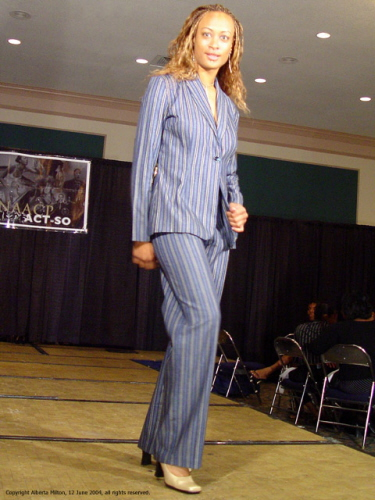 NAACP
ACT-SO
Copyright Alberta Hilton, 12 June 2004, all rights reserved.